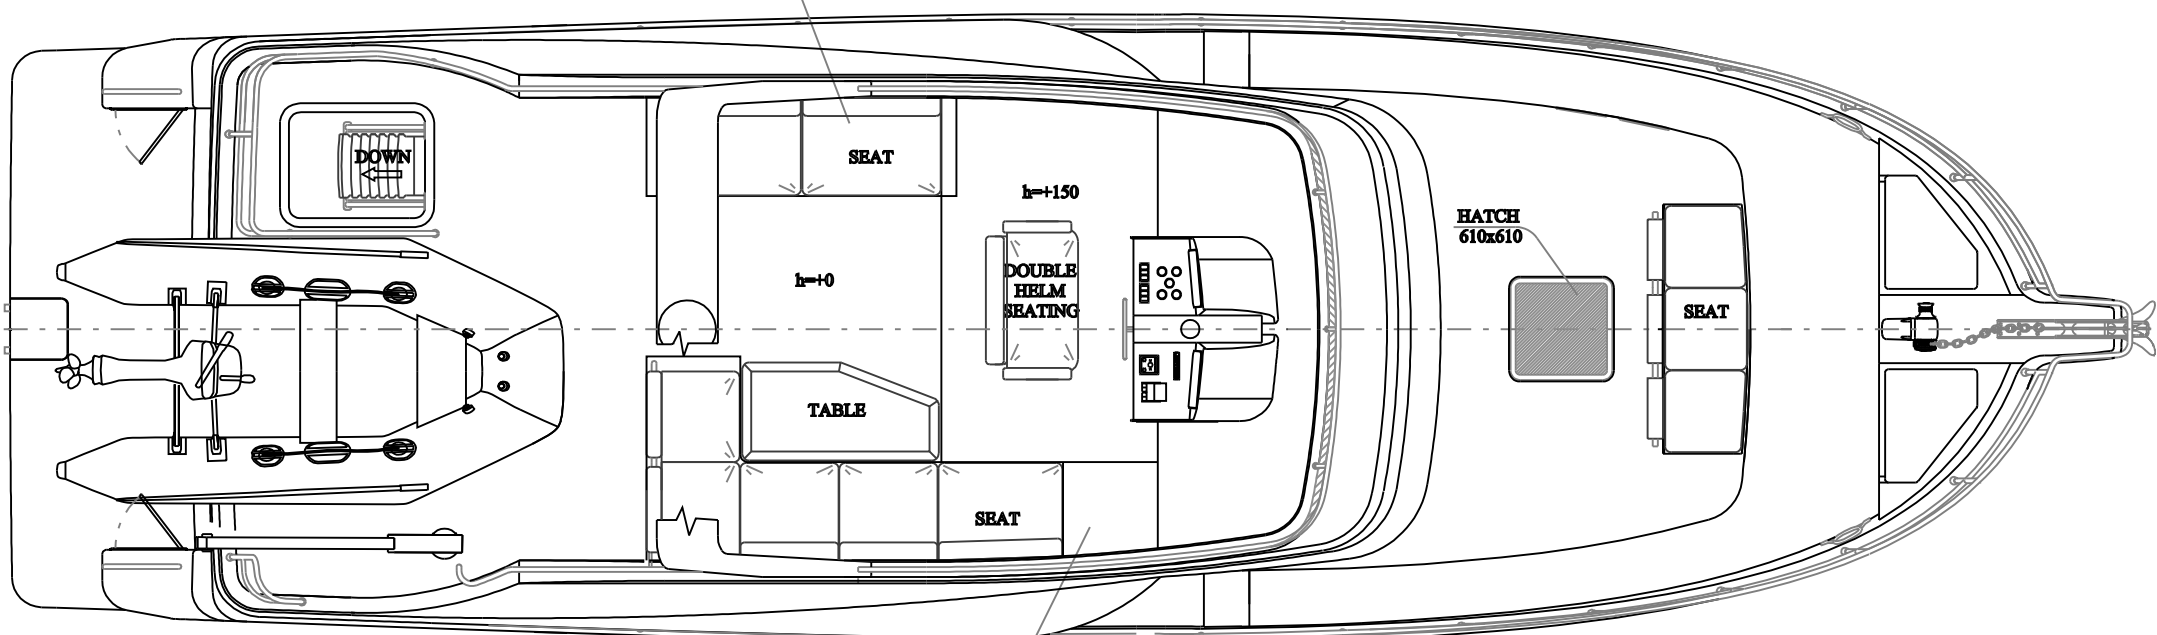 DOWN
SEAT
h=+150
HATCH
610x610
h=+0
DOUBLE
HELM
SEATING
SEAT
TABLE
SEAT